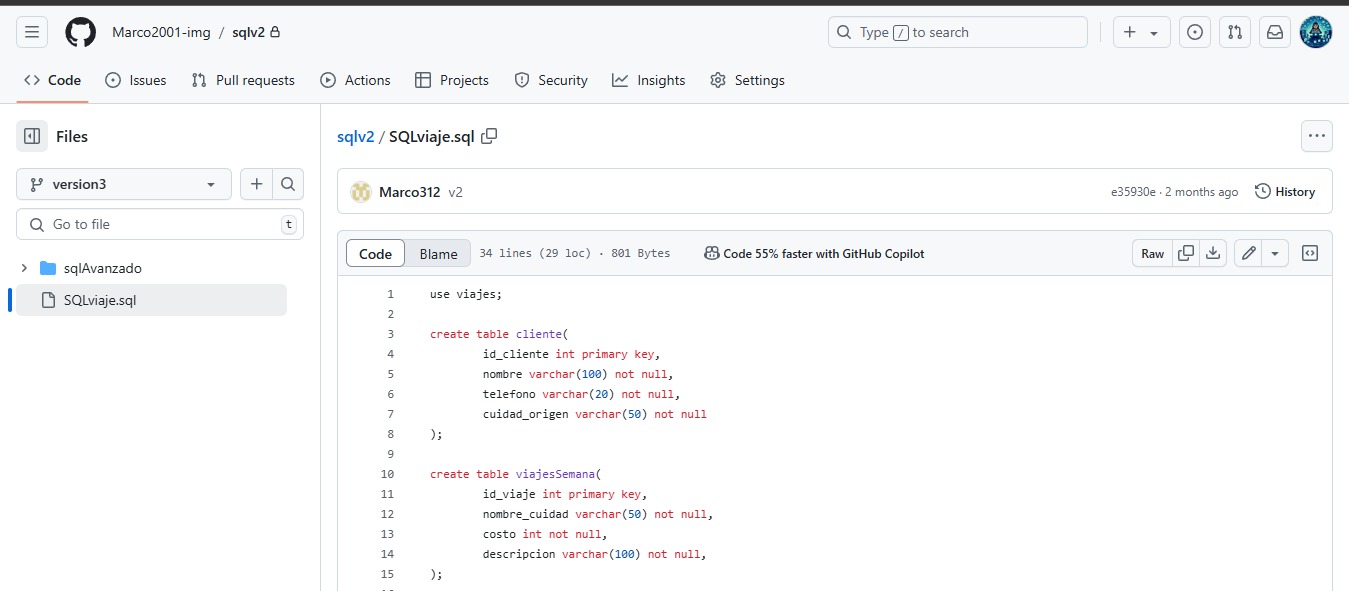 Marco2001-img / sqlv2
Type / to search
Code Issues Pull requests Actions Projects Security Insights Settings
Files
version3
Go to file t
sqlAvanzado
SQLviaje.sql
sqlv2 / SQLviaje.sql
Marco312 v2
e35930e · 2 months ago History
Code Blame 34 lines (29 loc) · 801 Bytes Code 55% faster with GitHub Copilot Raw
1 use viajes;
2
3 create table cliente(
4 id_cliente int primary key,
5 nombre varchar(100) not null,
6 telefono varchar(20) not null,
7 cuidad_origen varchar(50) not null
8 );
9
10 create table viajesSemana(
11 id_viaje int primary key,
12 nombre_cuidad varchar(50) not null,
13 costo int not null,
14 descripcion varchar(100) not null,
15 );